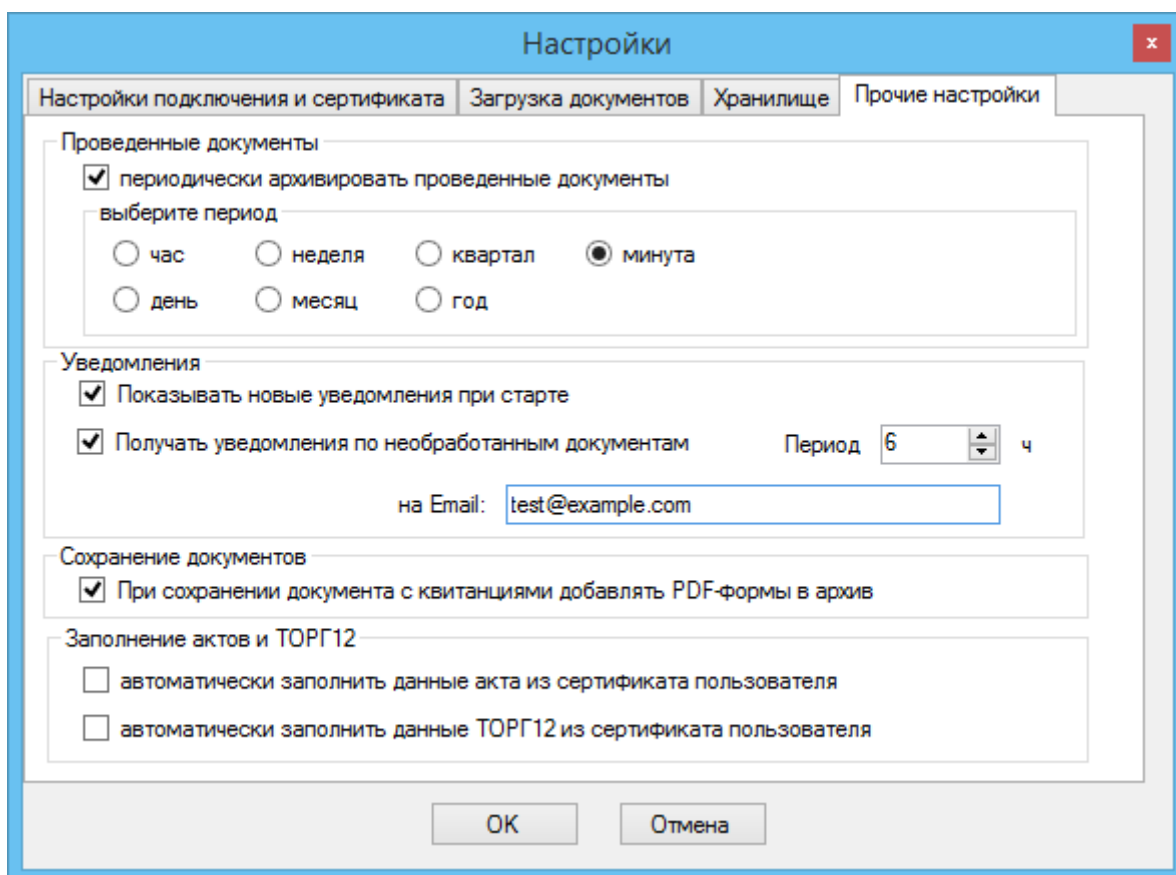 Настройки
x
Настройки подключения и сертификата Загрузка документов Хранилище Прочие настройки
Проведенные документы
периодически архивировать проведенные документы
выберите период
час неделя квартал минута
день месяц год
Уведомления
Показывать новые уведомления при старте
Получать уведомления по необработанным документам Период 6 ч
на Email: test@example.com
Сохранение документов
При сохранении документа с квитанциями добавлять PDF-формы в архив
Заполнение актов и ТОРГ12
автоматически заполнить данные акта из сертификата пользователя
автоматически заполнить данные ТОРГ12 из сертификата пользователя
OK Отмена